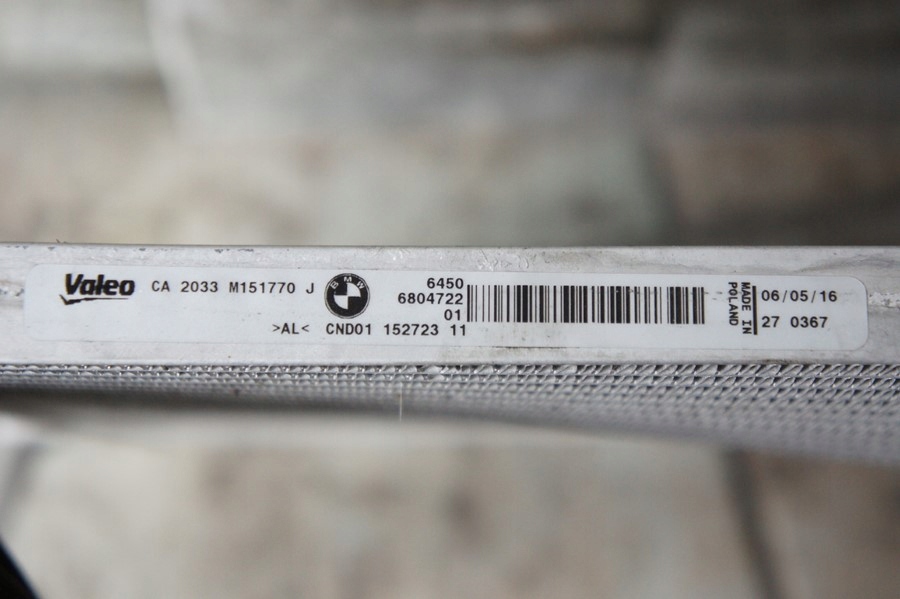 Valeo CA 2033 M151770 J
BMW
6450
6804722
01
>AL< CND01 152723 11
MADE IN
POLAND
06/05/16
27 0367